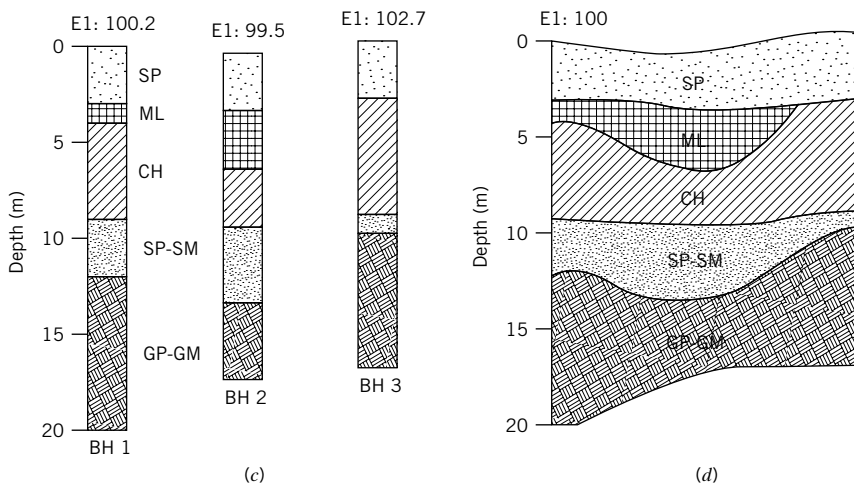 E1: 100.2
E1: 99.5
E1: 102.7
0
5
10
15
20
Depth (m)
SP
ML
CH
SP-SM
GP-GM
BH 1
BH 2
BH 3
(c)
E1: 100
0
5
10
15
20
Depth (m)
SP
ML
CH
SP-SM
GP-GM
(d)